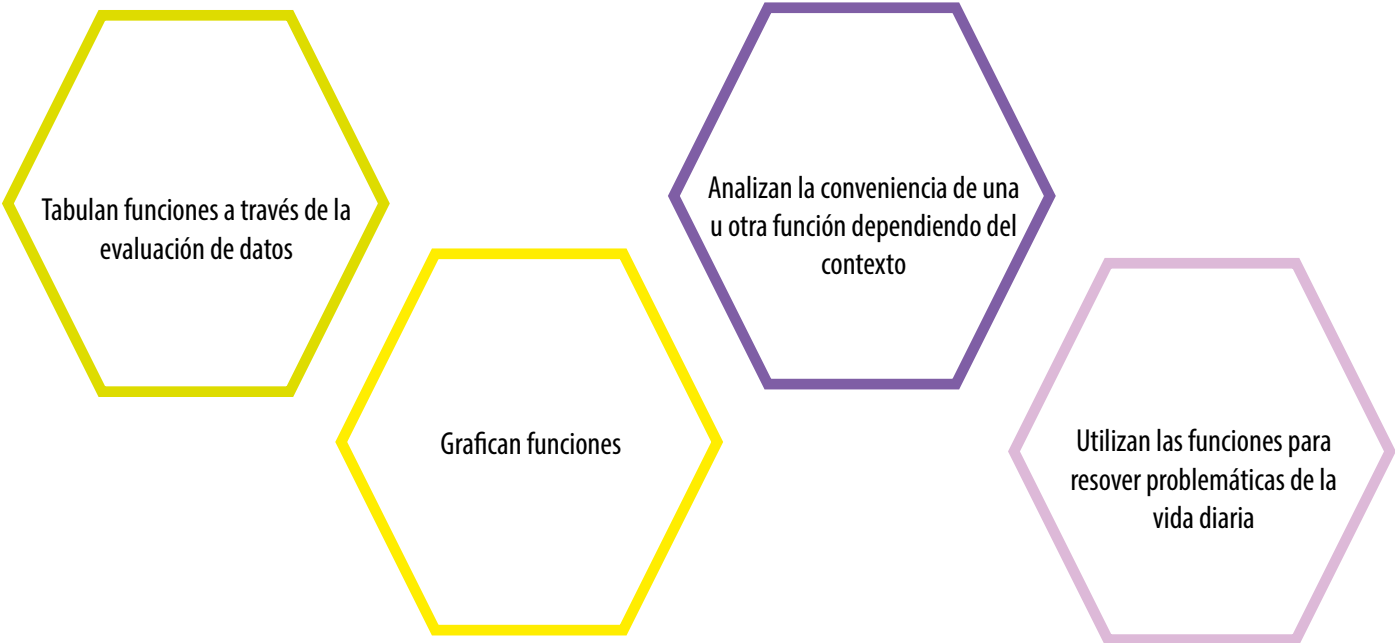 Tabulan funciones a través de la
evaluación de datos
Grafican funciones
Analizan la conveniencia de una
u otra función dependiendo del
contexto
Utilizan las funciones para
resover problemáticas de la
vida diaria